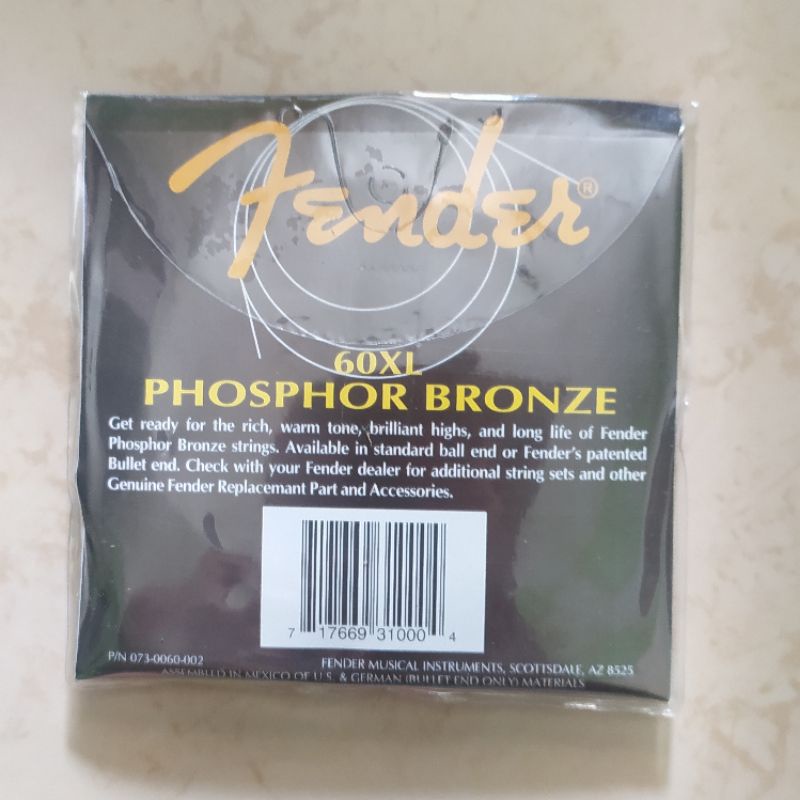 Fender®
60XL
PHOSPHOR BRONZE
Get ready for the rich, warm tone, brilliant highs, and long life of Fender
Phosphor Bronze strings. Available in standard ball end or Fender's patented
Bullet end. Check with your Fender dealer for additional string sets and other
Genuine Fender Replacemant Part and Accessories.
7 17669 31000 4
P/N 073-0060-002
FENDER MUSICAL INSTRUMENTS, SCOTTSDALE, AZ 8525
ASSEMBLED IN MEXICO OF U.S. & GERMAN (BULLET END ONLY) MATERIALS